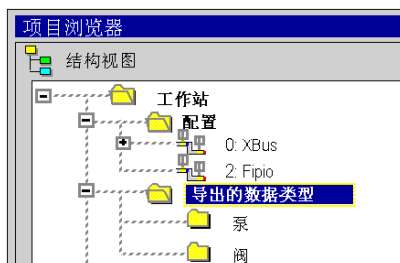 项目浏览器
结构视图
工作站
配置
0: XBus
2: Fipio
导出的数据类型
泵
阀